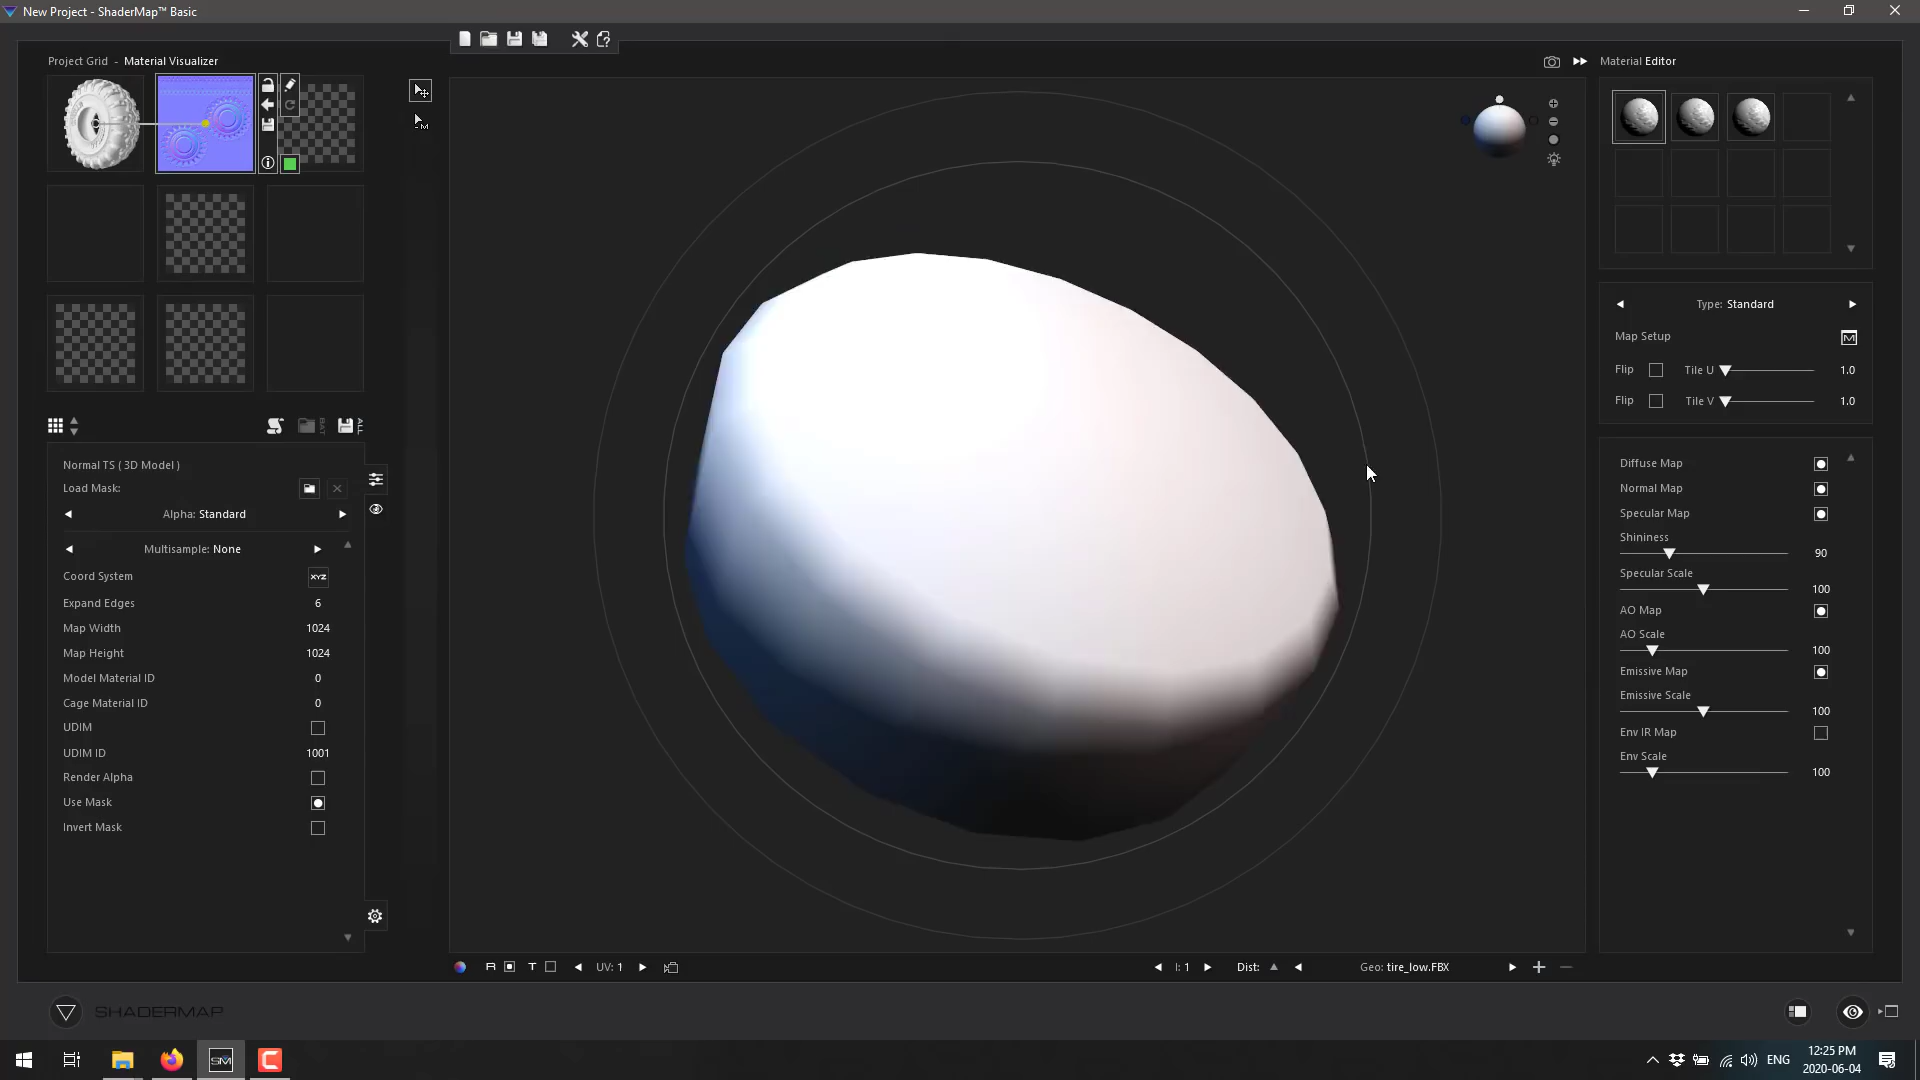 New Project - ShaderMap™ Basic
Project Grid - Material Visualizer
Material Editor
Type: Standard
Map Setup
M
Flip Tile U 1.0
Flip Tile V 1.0
BAT
ALL
Normal TS ( 3D Model )
Load Mask:
Alpha: Standard
Multisample: None
Coord System XYZ
Expand Edges 6
Map Width 1024
Map Height 1024
Model Material ID 0
Cage Material ID 0
UDIM
UDIM ID 1001
Render Alpha
Use Mask
Invert Mask
Diffuse Map
Normal Map
Specular Map
Shininess
90
Specular Scale
100
AO Map
AO Scale
100
Emissive Map
Emissive Scale
100
Env IR Map
Env Scale
100
R T UV: 1
I: 1 Dist: Geo: tire_low.FBX
SHADERMAP
SM
ENG
12:25 PM
2020-06-04